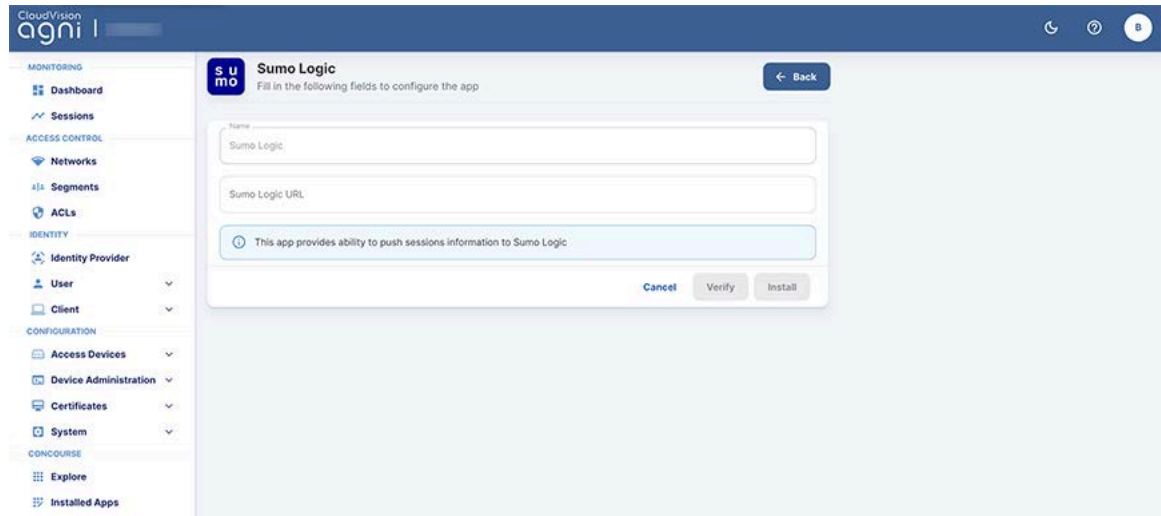 CloudVision
agni |
B
MONITORING
Dashboard
Sessions
ACCESS CONTROL
Networks
Segments
ACLs
IDENTITY
Identity Provider
User
Client
CONFIGURATION
Access Devices
Device Administration
Certificates
System
CONCOURSE
Explore
Installed Apps
su
mo
Sumo Logic
Fill in the following fields to configure the app
← Back
Name
Sumo Logic
Sumo Logic URL
This app provides ability to push sessions information to Sumo Logic
Cancel Verify Install